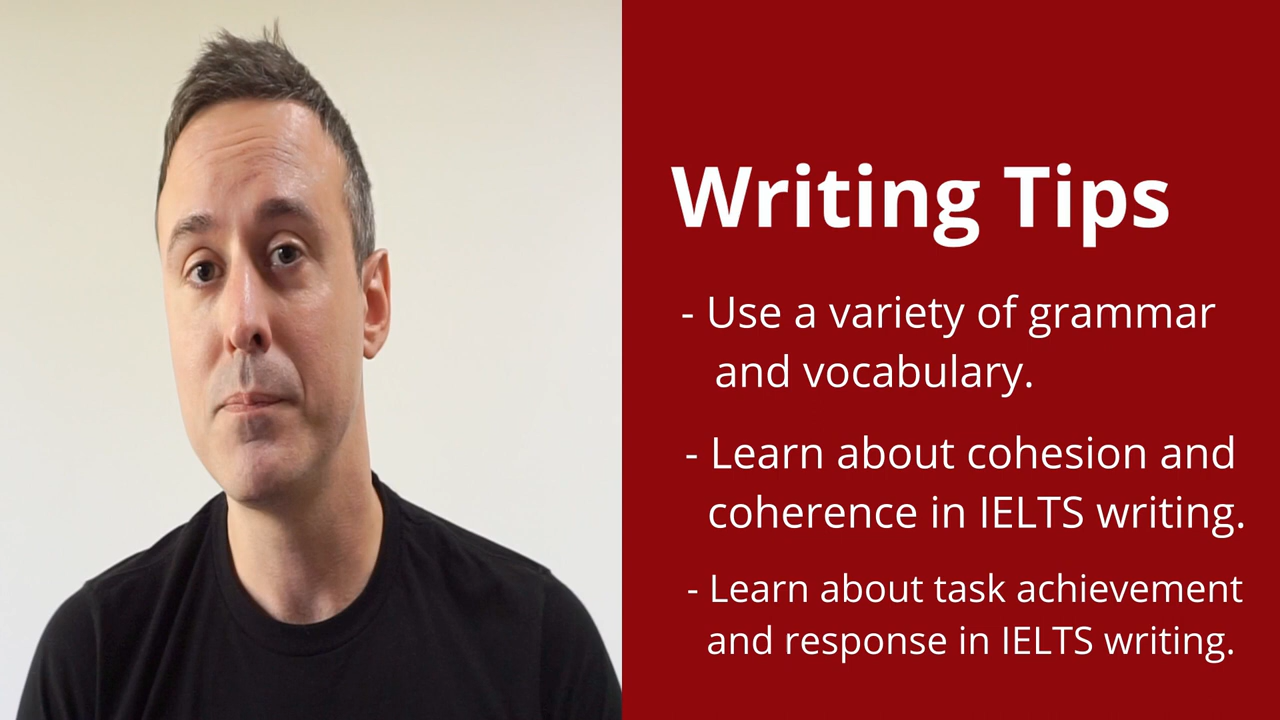 Writing Tips
- Use a variety of grammar
and vocabulary.
- Learn about cohesion and
coherence in IELTS writing.
- Learn about task achievement
and response in IELTS writing.